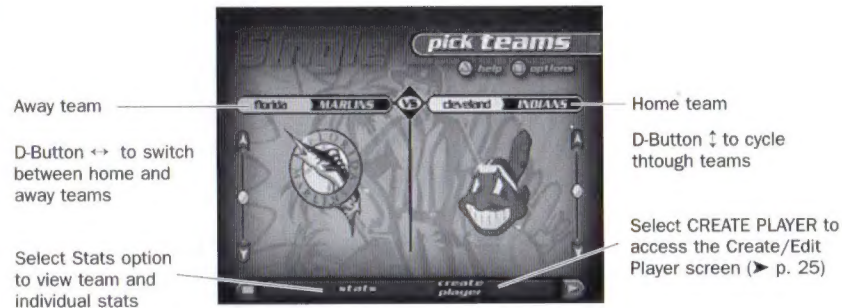 Single
pick teams
help options
florida MARLINS VS cleveland INDIANS
Away team
Home team
D-Button ↔ to switch
between home and
away teams
D-Button ↕ to cycle
thtough teams
Select Stats option
to view team and
individual stats
Select CREATE PLAYER to
access the Create/Edit
Player screen (➤ p. 25)
stats
create
player